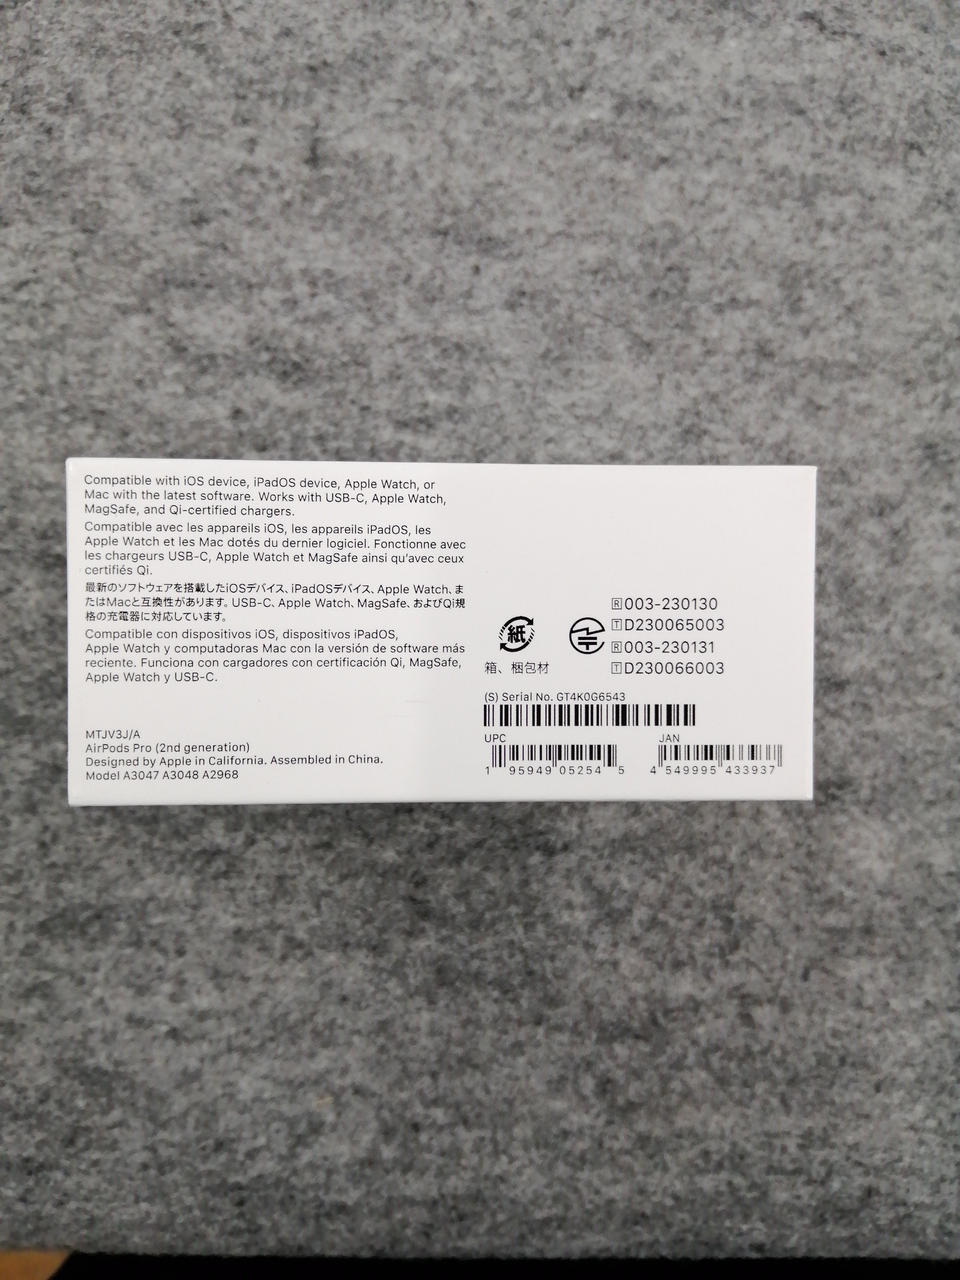 Compatible with iOS device, iPadOS device, Apple Watch, or
Mac with the latest software. Works with USB-C, Apple Watch,
MagSafe, and Qi-certified chargers.
Compatible avec les appareils iOS, les appareils iPadOS, les
Apple Watch et les Mac dotés du dernier logiciel. Fonctionne avec
les chargeurs USB-C, Apple Watch et MagSafe ainsi qu'avec ceux
certifiés Qi.
最新のソフトウェアを搭載したiOSデバイス、iPadOSデバイス、Apple Watch、ま
たはMacと互換性があります。USB-C、Apple Watch、MagSafe、およびQi規
格の充電器に対応しています。
Compatible con dispositivos iOS, dispositivos iPadOS,
Apple Watch y computadoras Mac con la versión de software más
reciente. Funciona con cargadores con certificación Qi, MagSafe,
Apple Watch y USB-C.
MTJV3J/A
AirPods Pro (2nd generation)
Designed by Apple in California. Assembled in China.
Model A3047 A3048 A2968
紙
箱、梱包材
R 003-230130
T D230065003
R 003-230131
T D230066003
(S) Serial No. GT4K0G6543
UPC
1 95949 05254 5
JAN
4 549995 433937